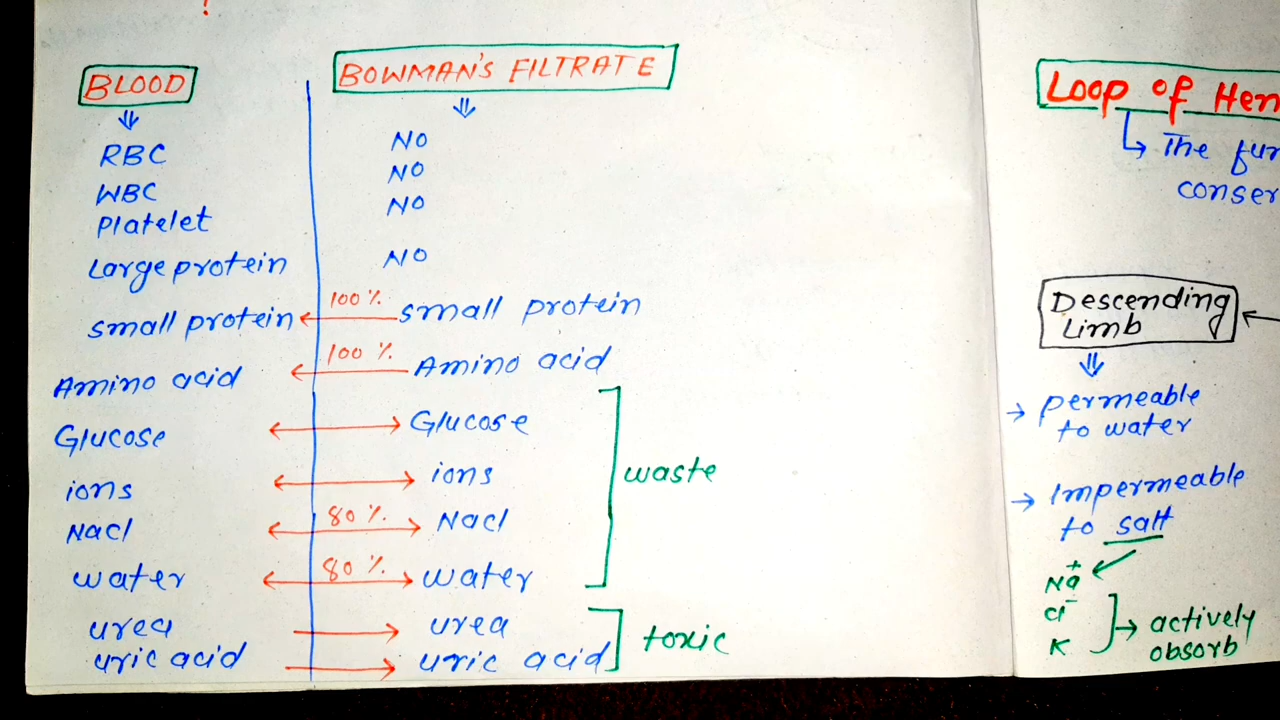 BLOOD
RBC
WBC
Platelet
Large protein
small protein
Amino acid
Glucose
ions
Nacl
water
urea
uric acid
BOWMAN'S FILTRATE
NO
NO
NO
NO
100 % small protein
100 % Amino acid
Glucose
ions
80 % Nacl
80 % water
waste
urea
uric acid
toxic
Loop of Hen
The fun
conser
Descending
Limb
permeable
to water
Impermeable
to salt
Na+
Cl-
K
actively
absorb